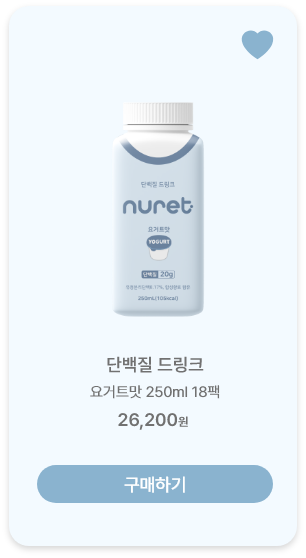 단백질 드링크
nuret
요거트맛
YOGURT
단백질 20g
단백질 드링크
요거트맛 250ml 18팩
26,200원
구매하기